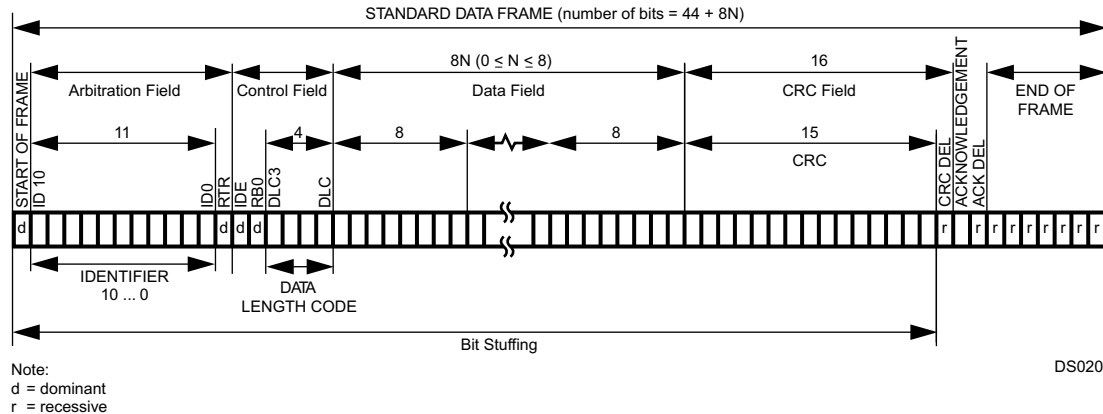 STANDARD DATA FRAME (number of bits = 44 + 8N)
8N (0 ≤ N ≤ 8)
16
Arbitration Field
Control Field
Data Field
CRC Field
END OF
FRAME
11
4
8
8
15
CRC
START OF FRAME
ID 10
ID0
RTR
IDE
RB0
DLC3
DLC
CRC DEL
ACKNOWLEDGEMENT
ACK DEL
d d d d r r r r r r r r r
IDENTIFIER
10 ... 0
DATA
LENGTH CODE
Bit Stuffing
Note:
d = dominant
r = recessive
DS020